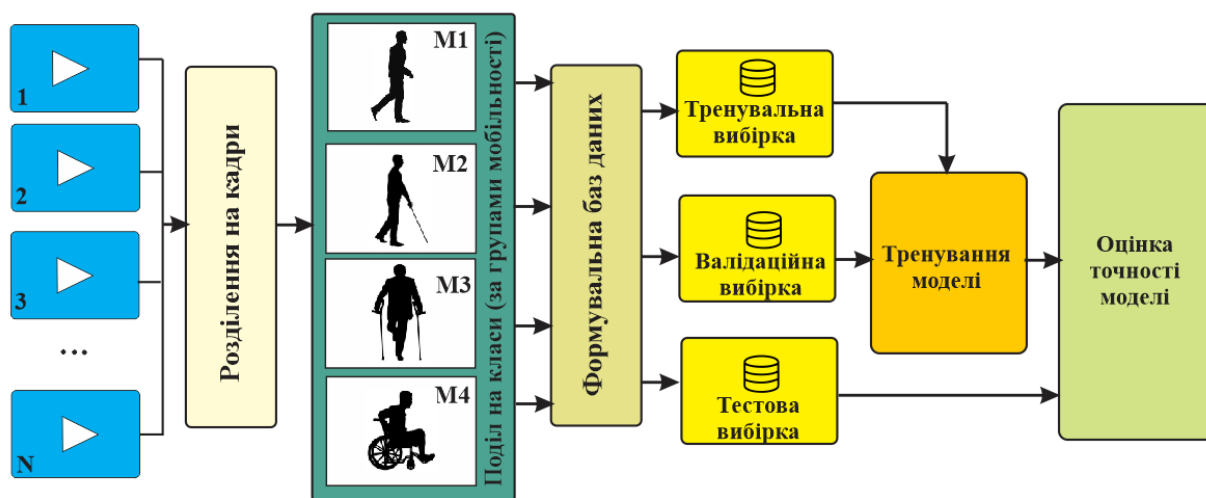 1
2
3
...
N
Розділення на кадри
M1
M2
M3
M4
Поділ на класи (за групами мобільності)
Формувальна баз даних
Тренувальна
вибірка
Валідаційна
вибірка
Тестова
вибірка
Тренування
моделі
Оцінка
точності
моделі